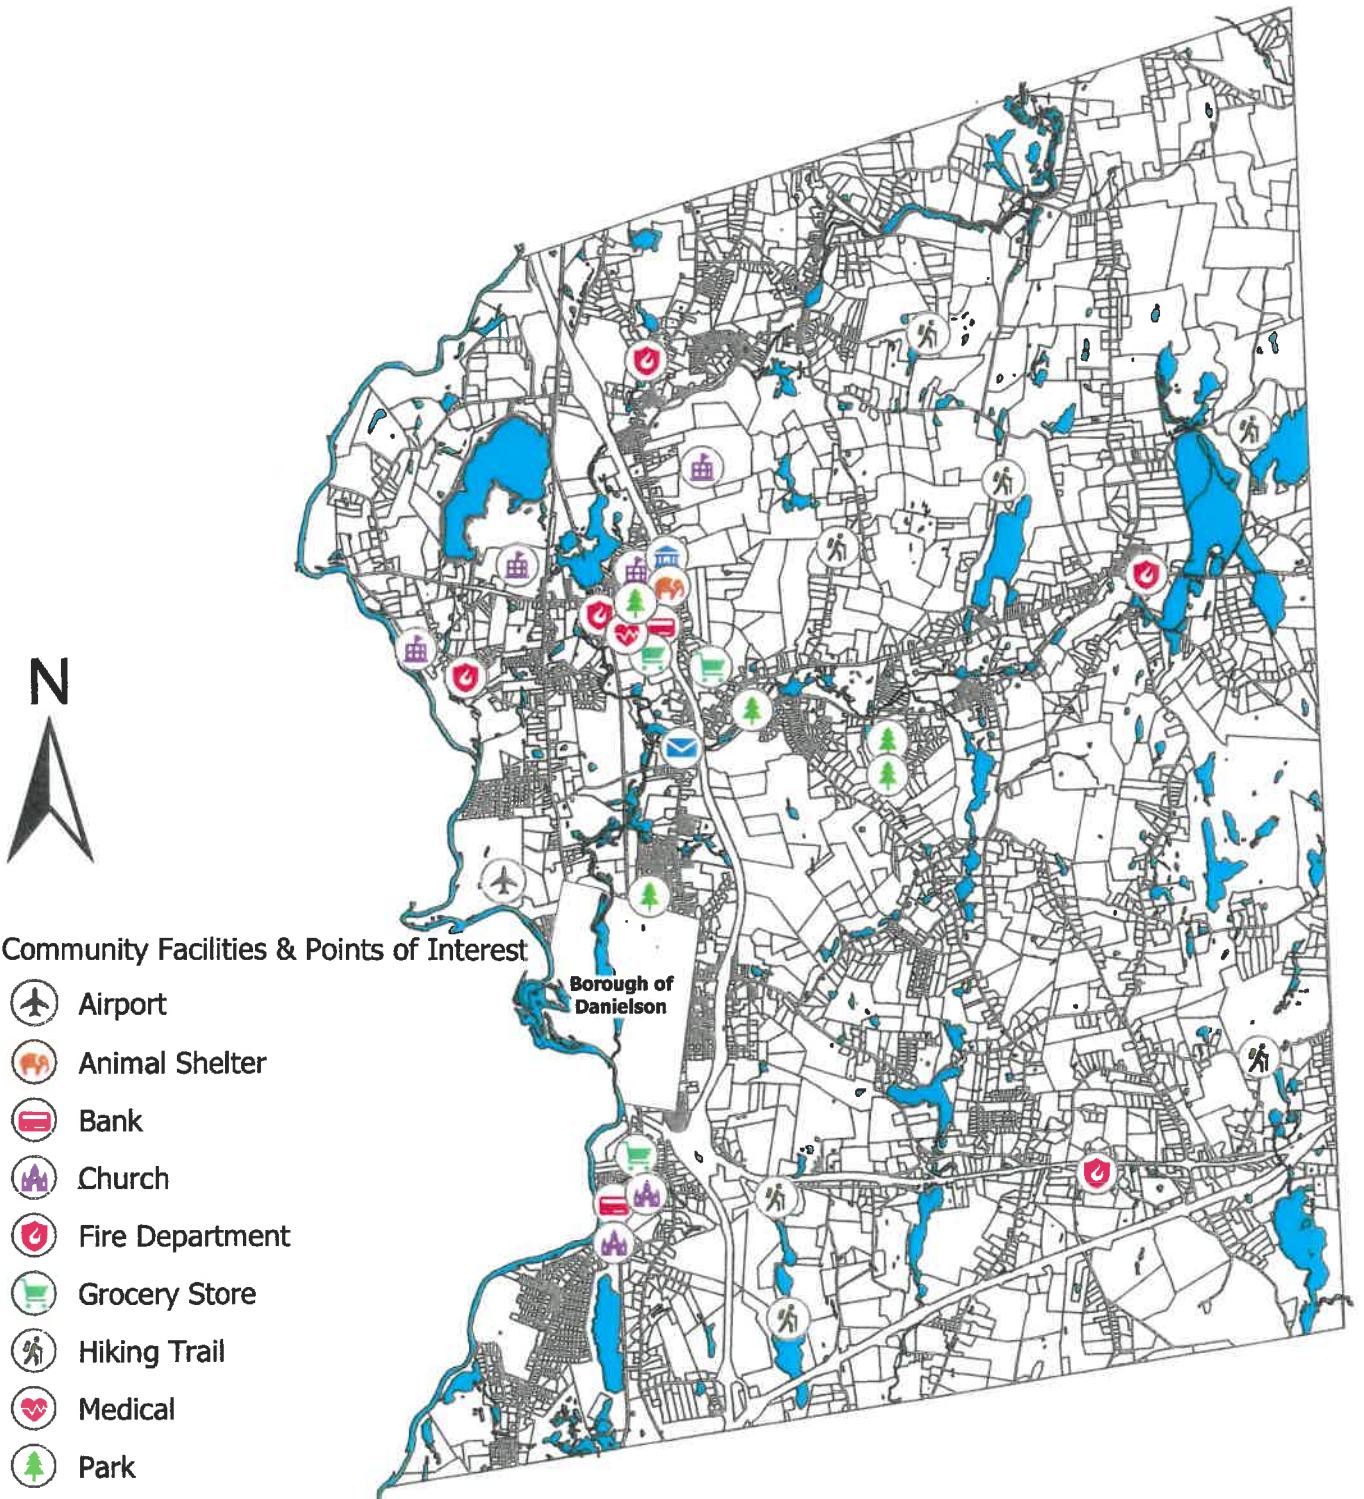 N
Community Facilities & Points of Interest
Airport
Animal Shelter
Bank
Church
Fire Department
Grocery Store
Hiking Trail
Medical
Park
Borough of
Danielson